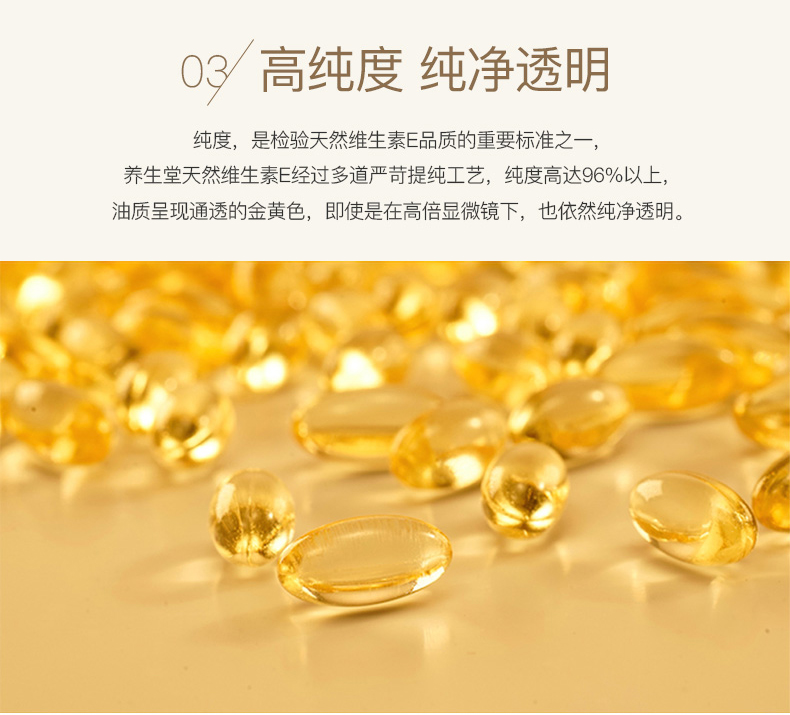 03/高纯度 纯净透明
纯度，是检验天然维生素E品质的重要标准之一，
养生堂天然维生素E经过多道严苛提纯工艺，纯度高达96%以上，
油质呈现通透的金黄色，即使是在高倍显微镜下，也依然纯净透明。